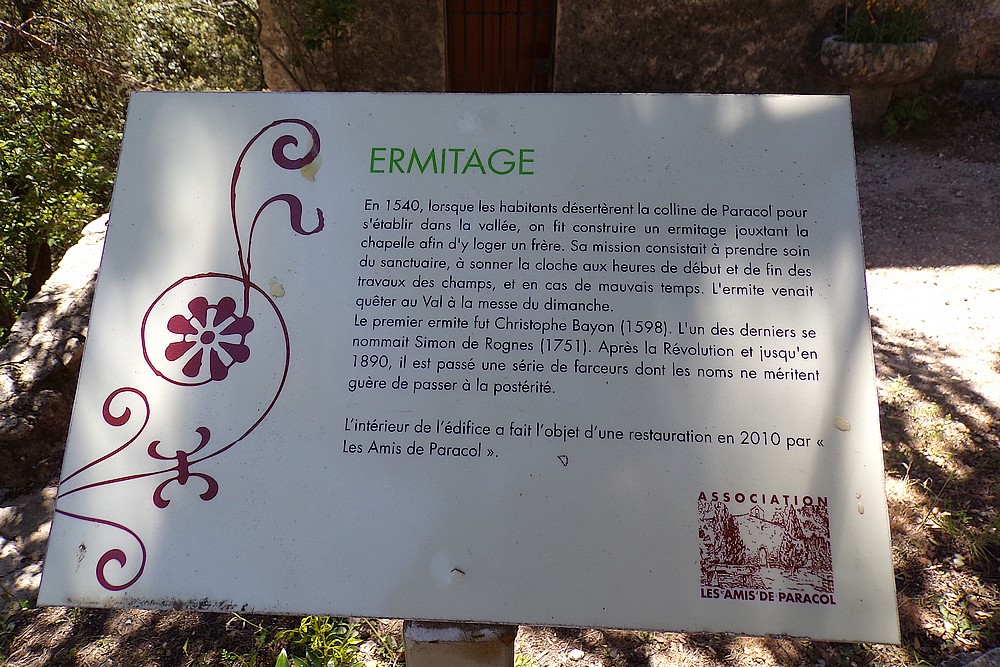 ERMITAGE
En 1540, lorsque les habitants désertèrent la colline de Paracol pour
s'établir dans la vallée, on fit construire un ermitage jouxtant la
chapelle afin d'y loger un frère. Sa mission consistait à prendre soin
du sanctuaire, à sonner la cloche aux heures de début et de fin des
travaux des champs, et en cas de mauvais temps. L'ermite venait
quêter au Val à la messe du dimanche.
Le premier ermite fut Christophe Bayon (1598). L'un des derniers se
nommait Simon de Rognes (1751). Après la Révolution et jusqu'en
1890, il est passé une série de farceurs dont les noms ne méritent
guère de passer à la postérité.
L'intérieur de l'édifice a fait l'objet d'une restauration en 2010 par «
Les Amis de Paracol ».
ASSOCIATION
LES AMIS DE PARACOL